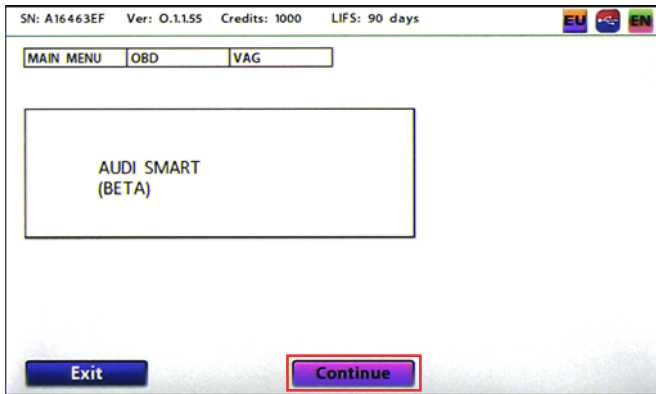 SN: A16463EF Ver: O.1.1.55 Credits: 1000 LIFS: 90 days EU EN
MAIN MENU OBD VAG
AUDI SMART
(BETA)
Exit Continue